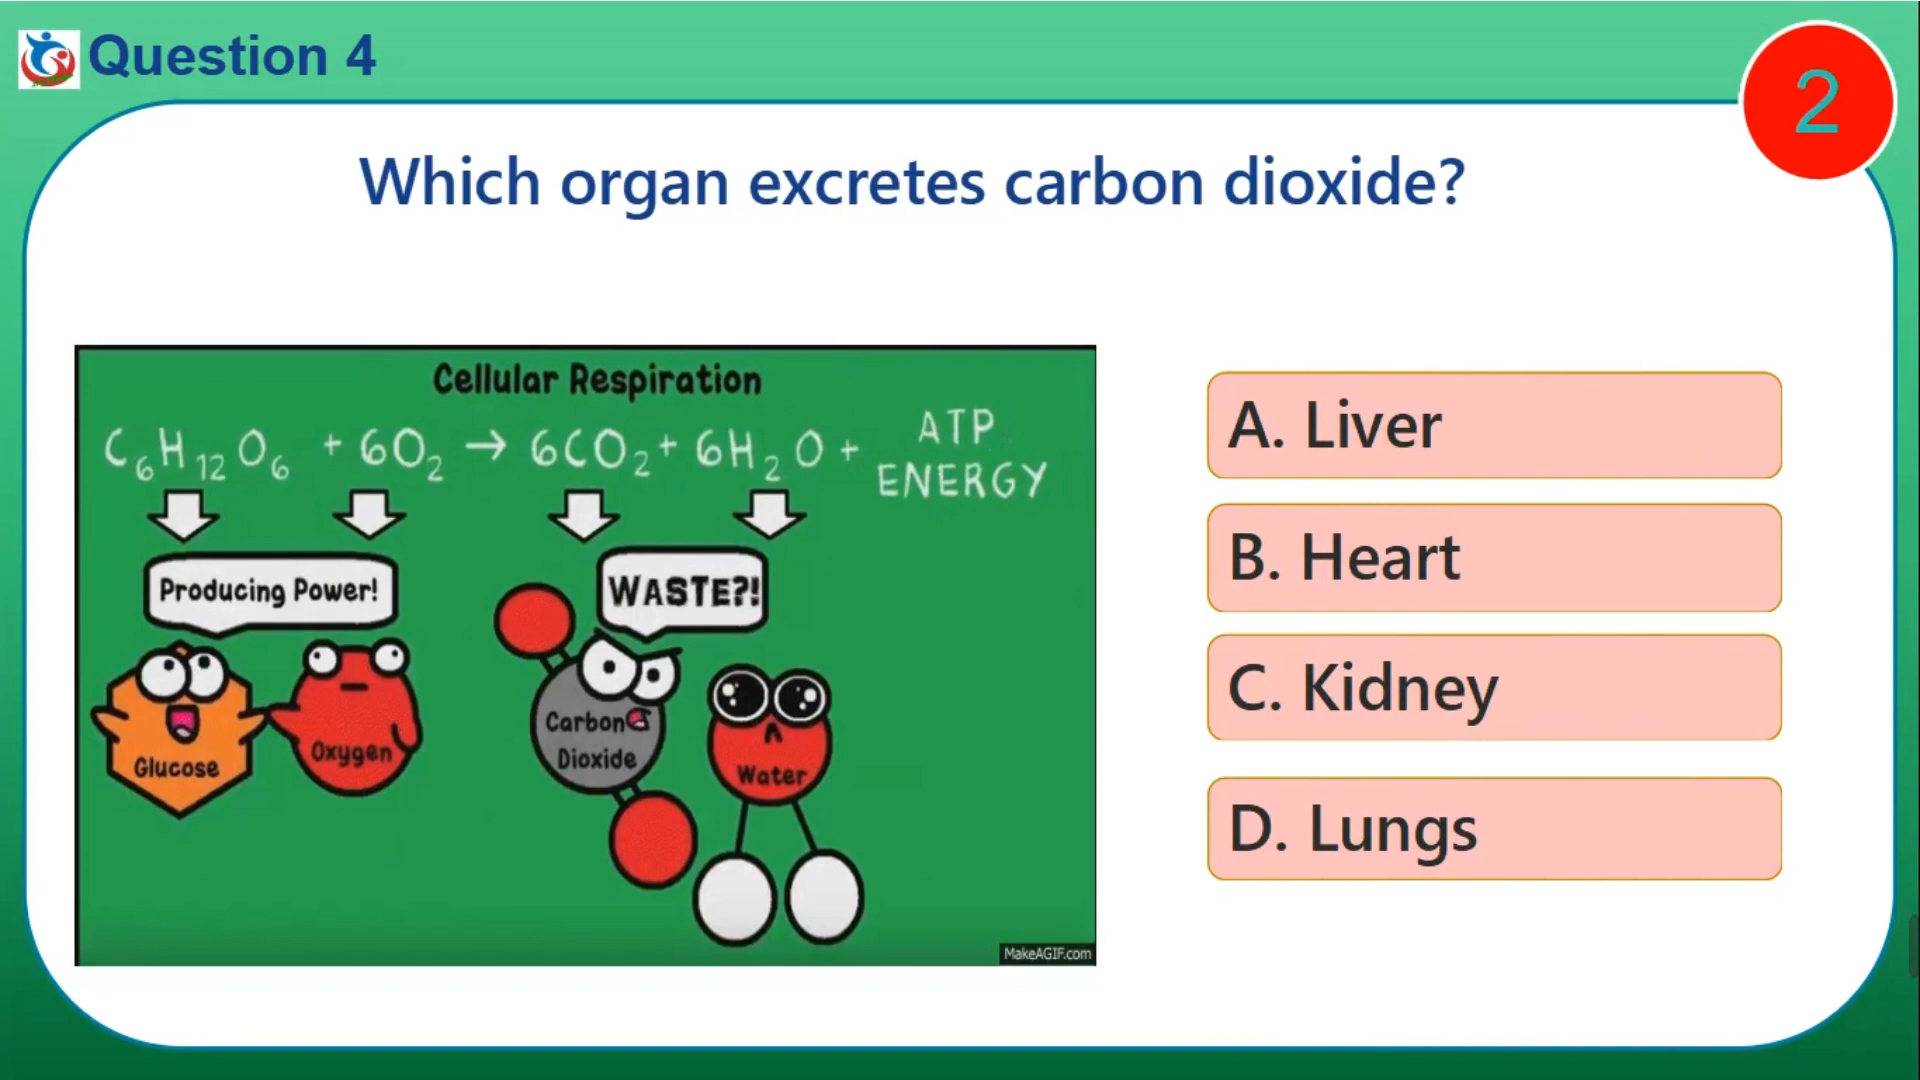 Question 4
2
Which organ excretes carbon dioxide?
Cellular Respiration
C6H12O6 + 6O2 → 6CO2 + 6H2O + ATP ENERGY
Producing Power!
WASTE?!
Glucose
Oxygen
Carbon
Dioxide
Water
MakeAGIF.com
A. Liver
B. Heart
C. Kidney
D. Lungs